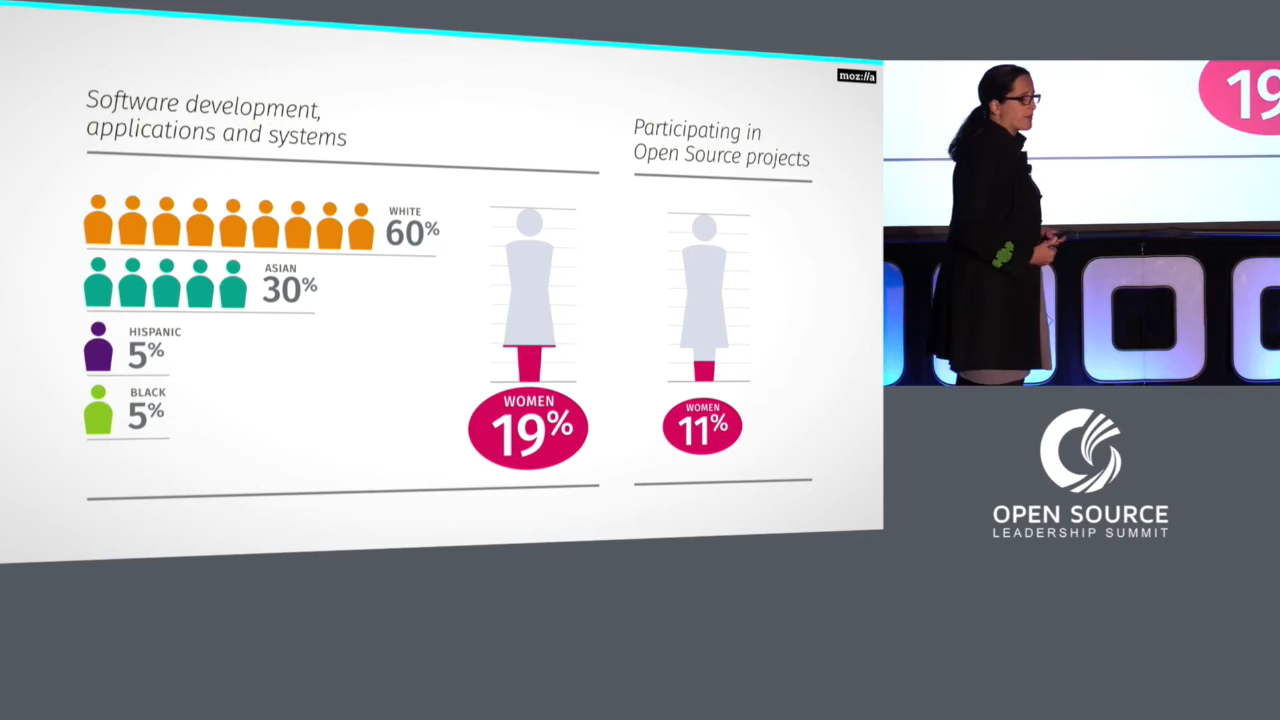 moz://a
Software development,
applications and systems
Participating in
Open Source projects
WHITE
60%
ASIAN
30%
HISPANIC
5%
BLACK
5%
WOMEN
19%
WOMEN
11%
19
OPEN SOURCE
LEADERSHIP SUMMIT